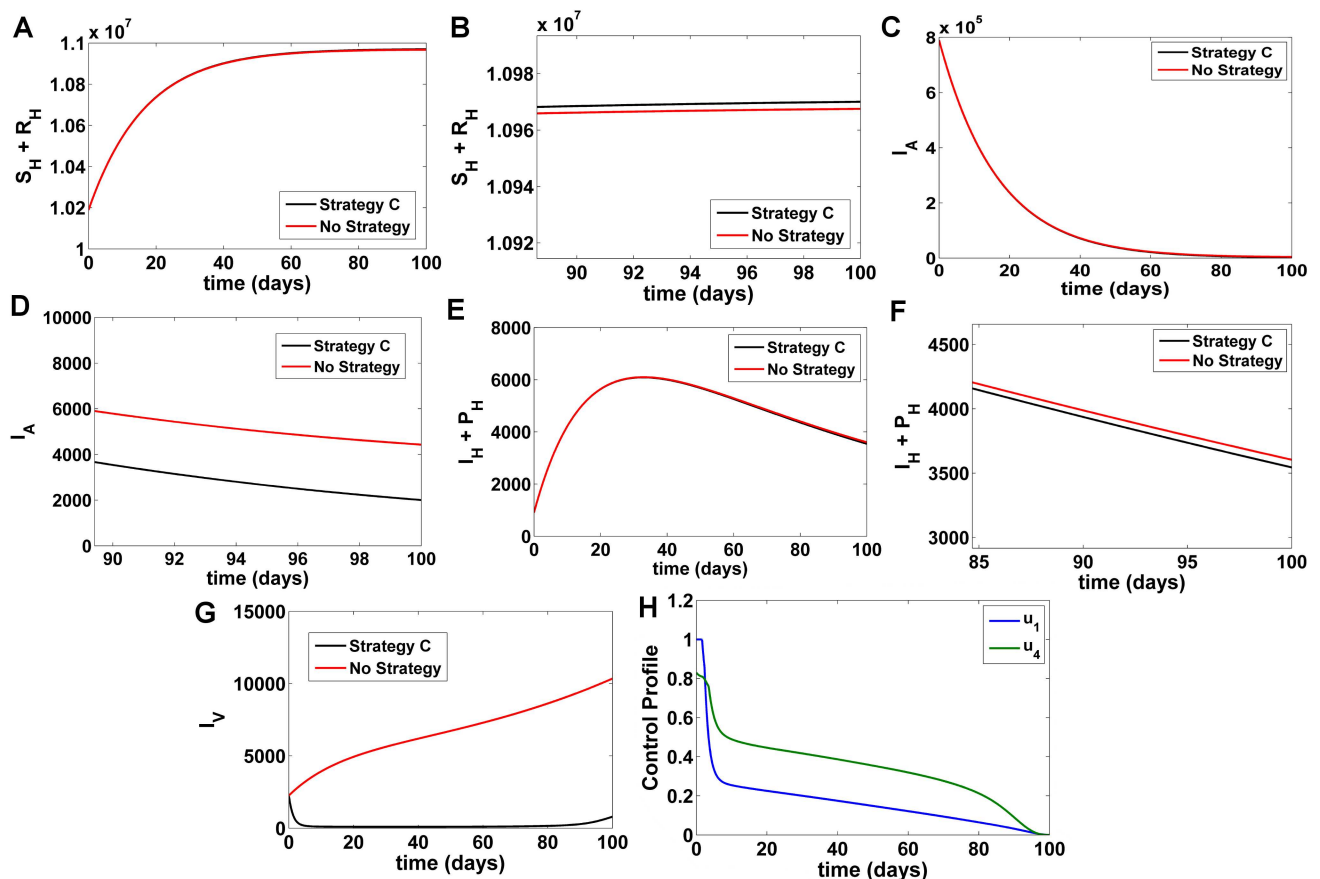 A
x 10^7
1.1
1.08
1.06
1.04
1.02
1
S_H + R_H
Strategy C
No Strategy
0 20 40 60 80 100
time (days)
B
x 10^7
1.098
1.096
1.094
1.092
S_H + R_H
Strategy C
No Strategy
90 92 94 96 98 100
time (days)
C
x 10^5
8
6
4
2
0
I_A
Strategy C
No Strategy
0 20 40 60 80 100
time (days)
D
10000
8000
6000
4000
2000
0
I_A
Strategy C
No Strategy
90 92 94 96 98 100
time (days)
E
8000
6000
4000
2000
0
I_H + P_H
Strategy C
No Strategy
0 20 40 60 80 100
time (days)
F
4500
4000
3500
3000
I_H + P_H
Strategy C
No Strategy
85 90 95 100
time (days)
G
15000
10000
5000
0
I_V
Strategy C
No Strategy
0 20 40 60 80 100
time (days)
H
1.2
1
0.8
0.6
0.4
0.2
0
Control Profile
u_1
u_4
0 20 40 60 80 100
time (days)